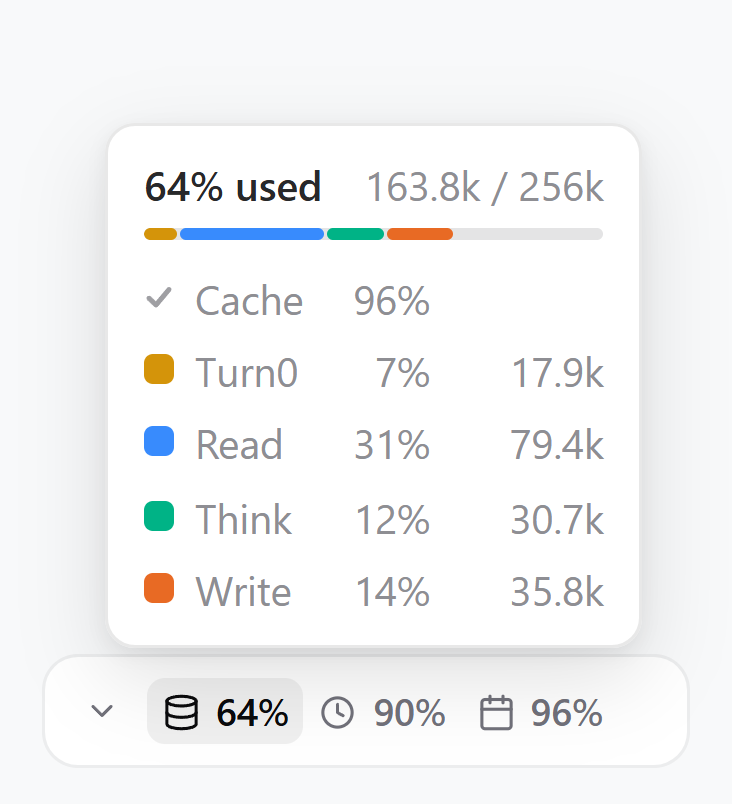 64% used 163.8k / 256k
Cache 96%
Turn0 7% 17.9k
Read 31% 79.4k
Think 12% 30.7k
Write 14% 35.8k
64% 90% 96%